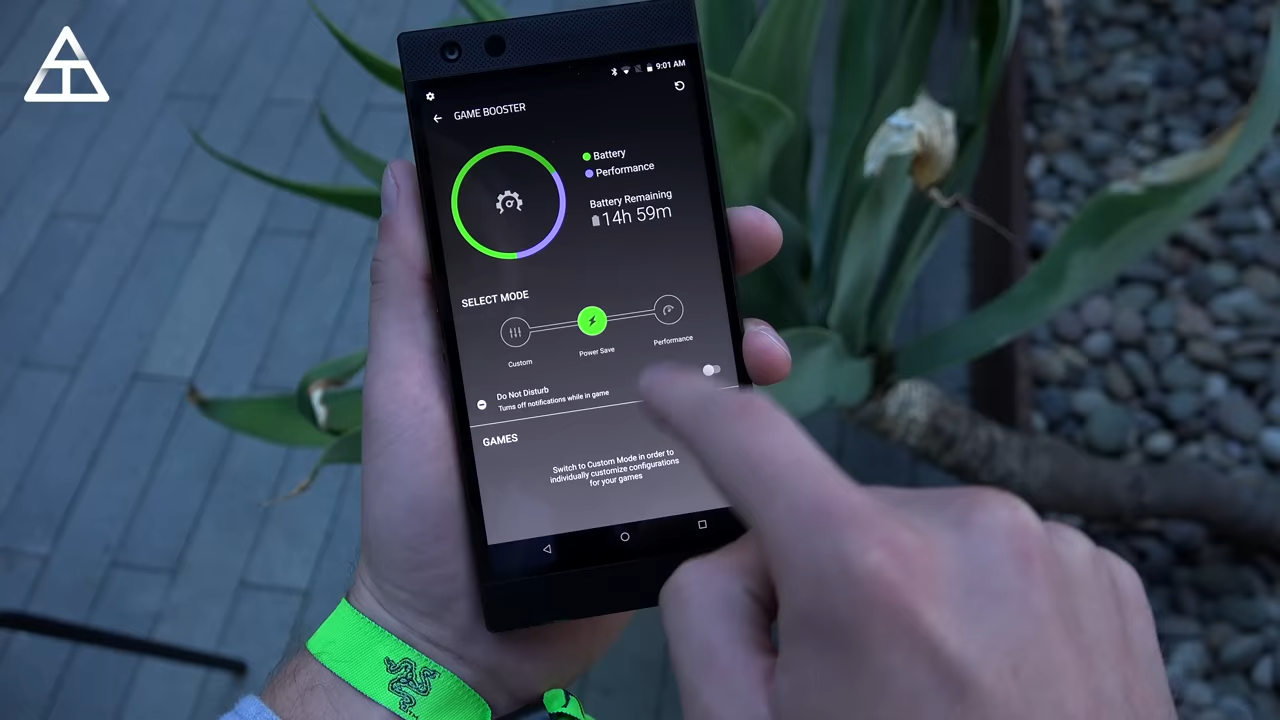 9:01 AM
GAME BOOSTER
Battery
Performance
Battery Remaining
14h 59m
SELECT MODE
Custom
Power Save
Performance
Do Not Disturb
Turns off notifications while in game
GAMES
Switch to Custom Mode in order to
individually customize configurations
for your games